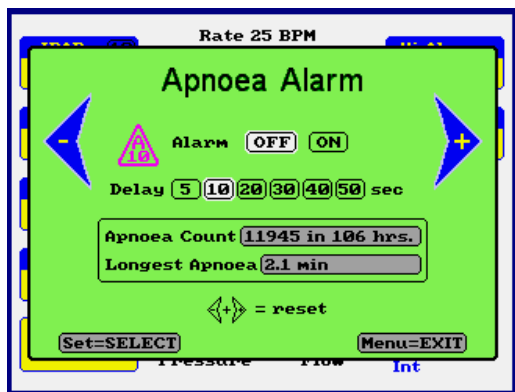 Rate 25 BPM
Apnoea Alarm
- +
A
10
Alarm OFF ON
Delay 5 10 20 30 40 50 sec
Apnoea Count 11945 in 106 hrs.
Longest Apnoea 2.1 min
+ = reset
Set=SELECT Menu=EXIT
Pressure Flow
Int